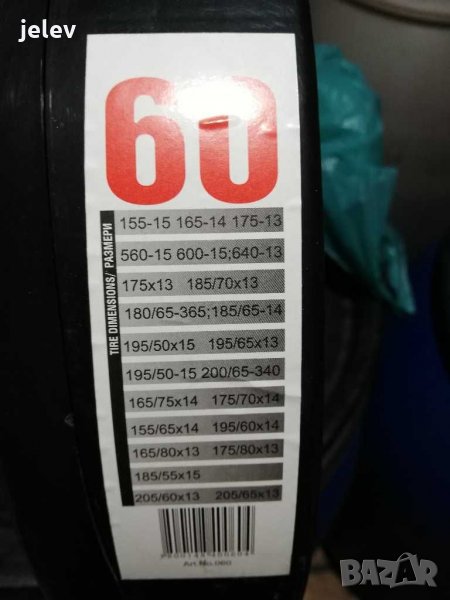 jelev
60
TIRE DIMENSIONS/ РАЗМЕРИ
155-15 165-14 175-13
560-15 600-15;640-13
175x13 185/70x13
180/65-365;185/65-14
195/50x15 195/65x13
195/50-15 200/65-340
165/75x14 175/70x14
155/65x14 195/60x14
165/80x13 175/80x13
185/55x15
205/60x13 205/65x13
Art.No.060
BAZAR.BG